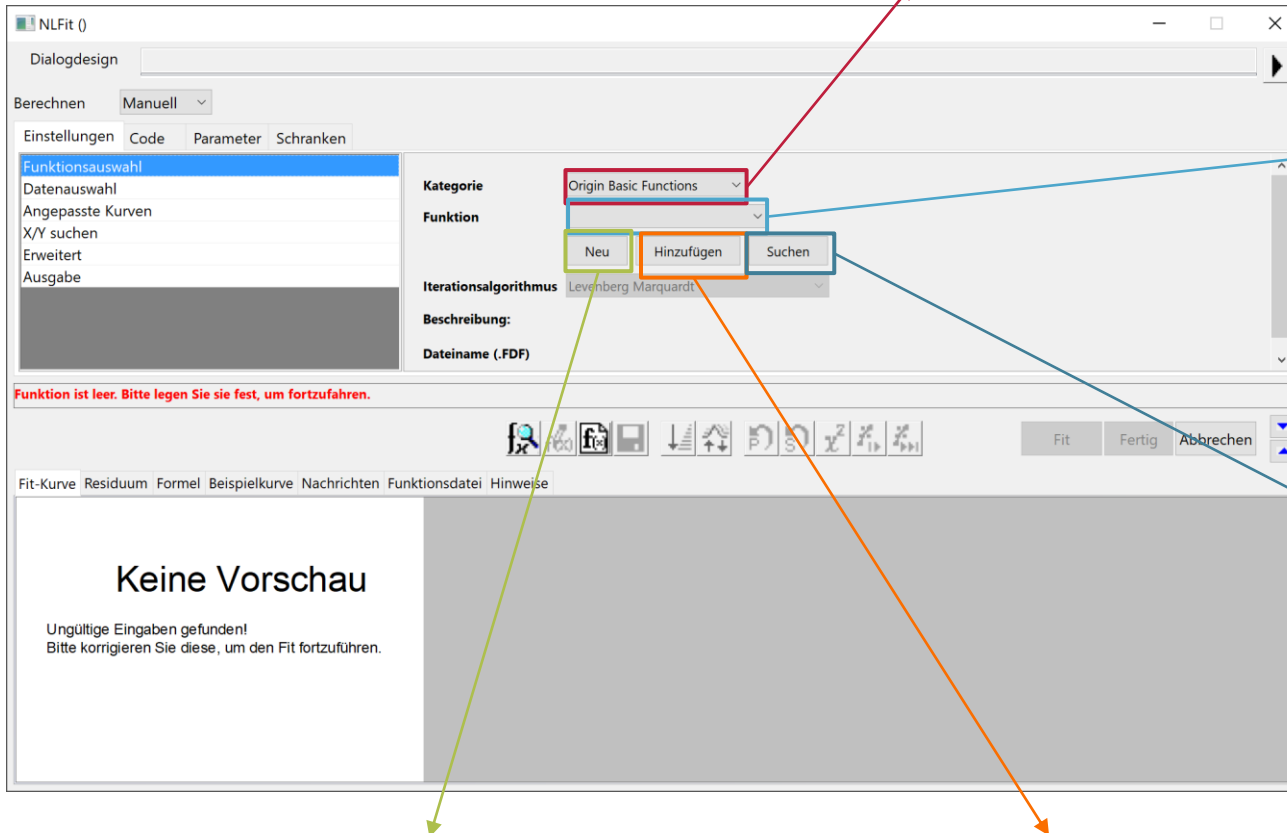 NLFit ()
Dialogdesign
Berechnen Manuell
Einstellungen Code Parameter Schranken
Funktionsauswahl
Datenauswahl
Angepasste Kurven
X/Y suchen
Erweitert
Ausgabe
Kategorie Origin Basic Functions
Funktion
Neu Hinzufügen Suchen
Iterationsalgorithmus Levenberg Marquardt
Beschreibung:
Dateiname (.FDF)
Funktion ist leer. Bitte legen Sie sie fest, um fortzufahren.
Fit Fertig Abbrechen
Fit-Kurve Residuum Formel Beispielkurve Nachrichten Funktionsdatei Hinweise
Keine Vorschau
Ungültige Eingaben gefunden!
Bitte korrigieren Sie diese, um den Fit fortzuführen.